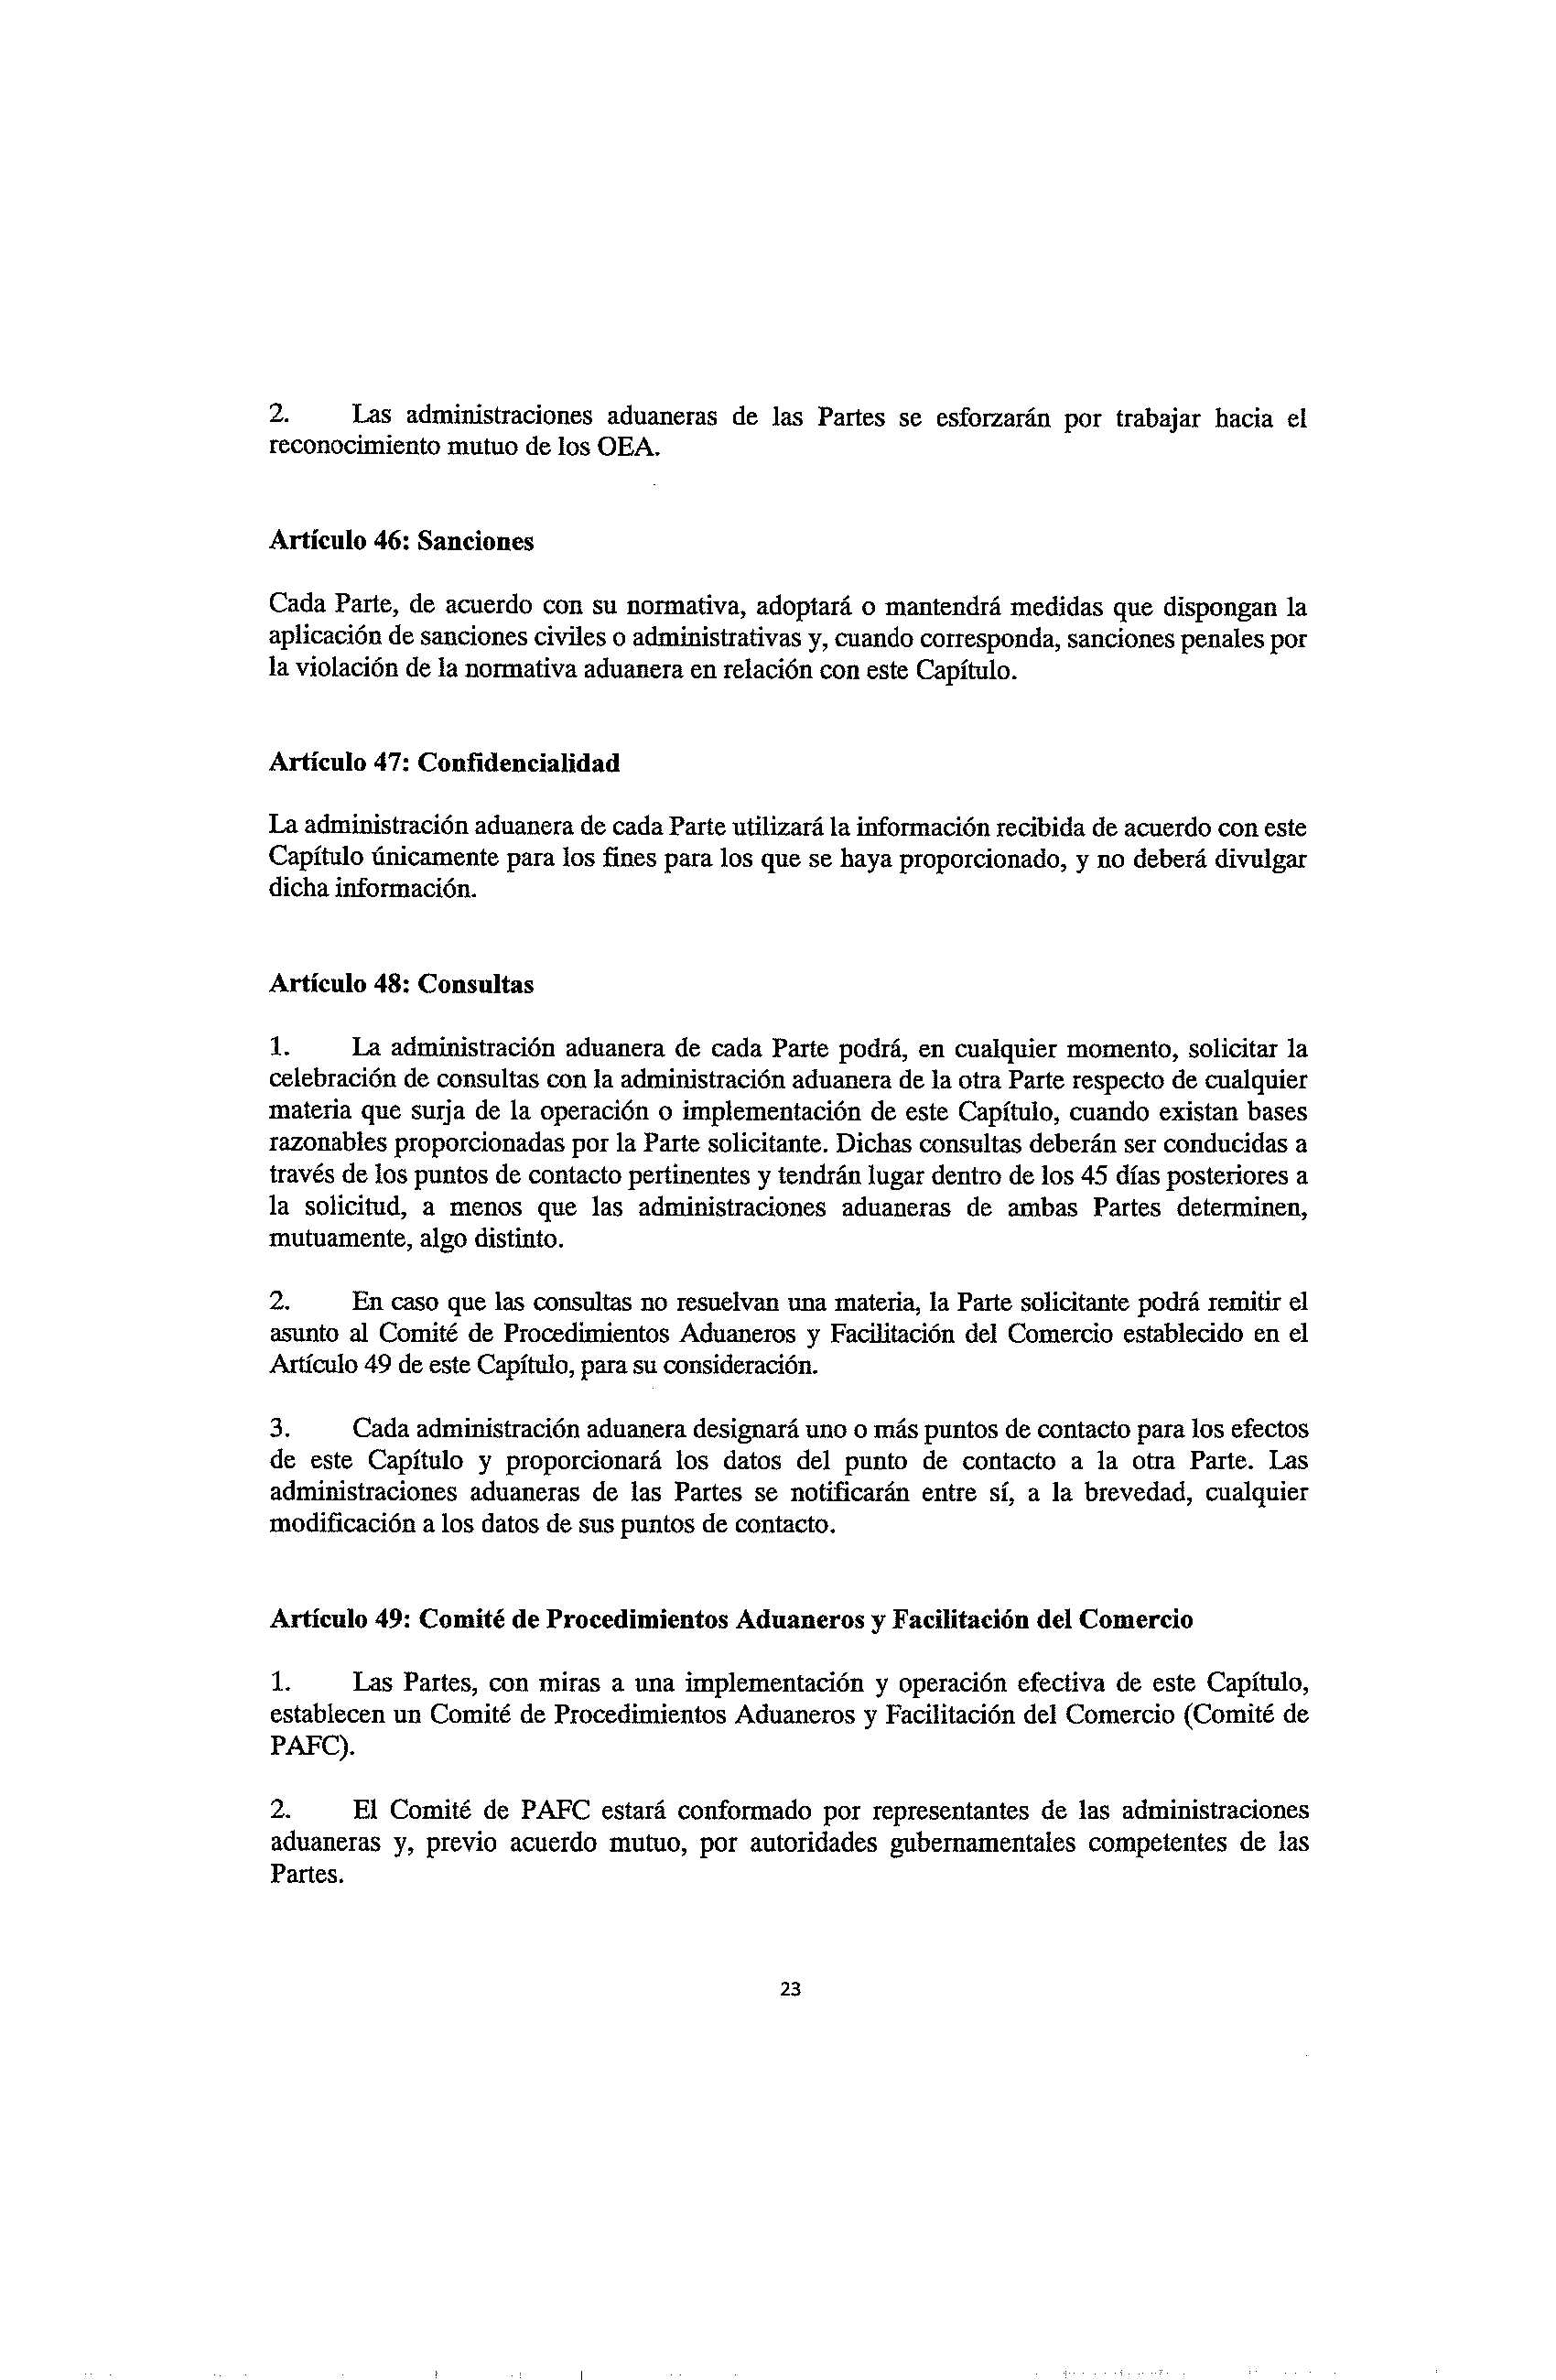 2. Las administraciones aduaneras de las Partes se esforzarán por trabajar hacia el
reconocimiento mutuo de los OEA.
Artículo 46: Sanciones
Cada Parte, de acuerdo con su normativa, adoptará o mantendrá medidas que dispongan la
aplicación de sanciones civiles o administrativas y, cuando corresponda, sanciones penales por
la violación de la normativa aduanera en relación con este Capítulo.
Artículo 47: Confidencialidad
La administración aduanera de cada Parte utilizará la información recibida de acuerdo con este
Capítulo únicamente para los fines para los que se haya proporcionado, y no deberá divulgar
dicha información.
Artículo 48: Consultas
1. La administración aduanera de cada Parte podrá, en cualquier momento, solicitar la
celebración de consultas con la administración aduanera de la otra Parte respecto de cualquier
materia que surja de la operación o implementación de este Capítulo, cuando existan bases
razonables proporcionadas por la Parte solicitante. Dichas consultas deberán ser conducidas a
través de los puntos de contacto pertinentes y tendrán lugar dentro de los 45 días posteriores a
la solicitud, a menos que las administraciones aduaneras de ambas Partes determinen,
mutuamente, algo distinto.
2. En caso que las consultas no resuelvan una materia, la Parte solicitante podrá remitir el
asunto al Comité de Procedimientos Aduaneros y Facilitación del Comercio establecido en el
Artículo 49 de este Capítulo, para su consideración.
3. Cada administración aduanera designará uno o más puntos de contacto para los efectos
de este Capítulo y proporcionará los datos del punto de contacto a la otra Parte. Las
administraciones aduaneras de las Partes se notificarán entre sí, a la brevedad, cualquier
modificación a los datos de sus puntos de contacto.
Artículo 49: Comité de Procedimientos Aduaneros y Facilitación del Comercio
1. Las Partes, con miras a una implementación y operación efectiva de este Capítulo,
establecen un Comité de Procedimientos Aduaneros y Facilitación del Comercio (Comité de
PAFC).
2. El Comité de PAFC estará conformado por representantes de las administraciones
aduaneras y, previo acuerdo mutuo, por autoridades gubernamentales competentes de las
Partes.
23